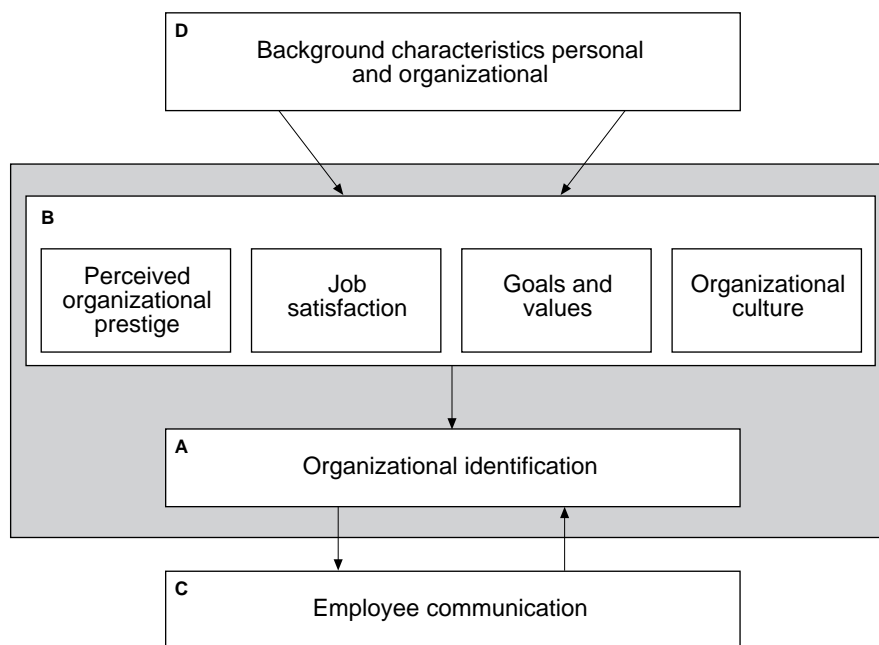 D
Background characteristics personal
and organizational
B
Perceived
organizational
prestige
Job
satisfaction
Goals and
values
Organizational
culture
A
Organizational identification
C
Employee communication